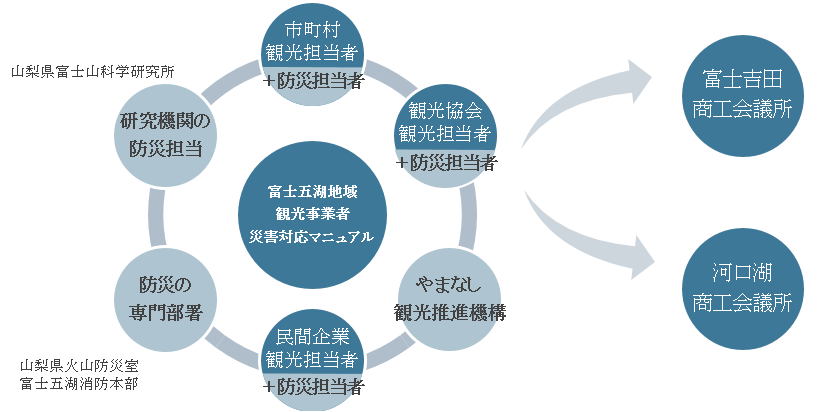 市町村
観光担当者
＋防災担当者
山梨県富士山科学研究所
研究機関の
防災担当
観光協会
観光担当者
＋防災担当者
富士五湖地域
観光事業者
災害対応マニュアル
防災の
専門部署
やまなし
観光推進機構
民間企業
観光担当者
＋防災担当者
山梨県火山防災室
富士五湖消防本部
富士吉田
商工会議所
河口湖
商工会議所